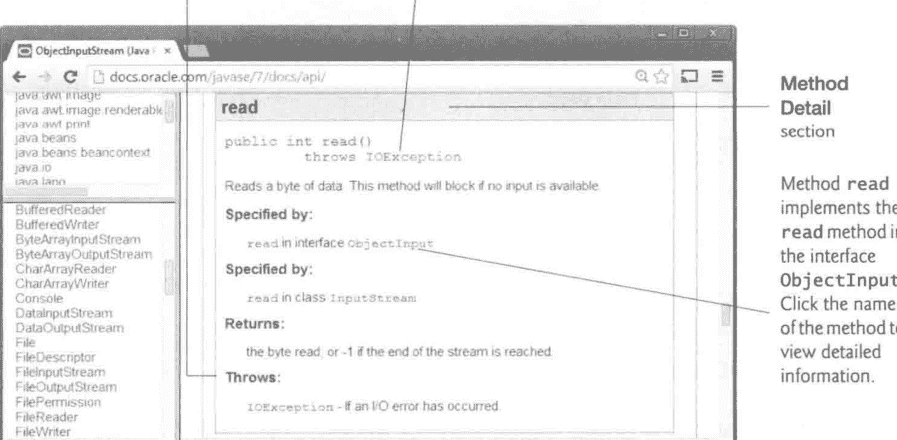 ObjectInputStream (Java
docs.oracle.com/javase/7/docs/api/
java.awt.image
java.awt.image.renderable
java.awt.print
java.beans
java.beans.beancontext
java.io
java.lang
BufferedReader
BufferedWriter
ByteArrayInputStream
ByteArrayOutputStream
CharArrayReader
CharArrayWriter
Console
DataInputStream
DataOutputStream
File
FileDescriptor
FileInputStream
FileOutputStream
FilePermission
FileReader
FileWriter
read
public int read()
throws IOException
Reads a byte of data. This method will block if no input is available.
Specified by:
read in interface ObjectInput
Specified by:
read in class InputStream
Returns:
the byte read, or -1 if the end of the stream is reached.
Throws:
IOException - If an I/O error has occurred.
Method
Detail
section
Method read
implements the
read method in
the interface
ObjectInput
Click the name
of the method to
view detailed
information.